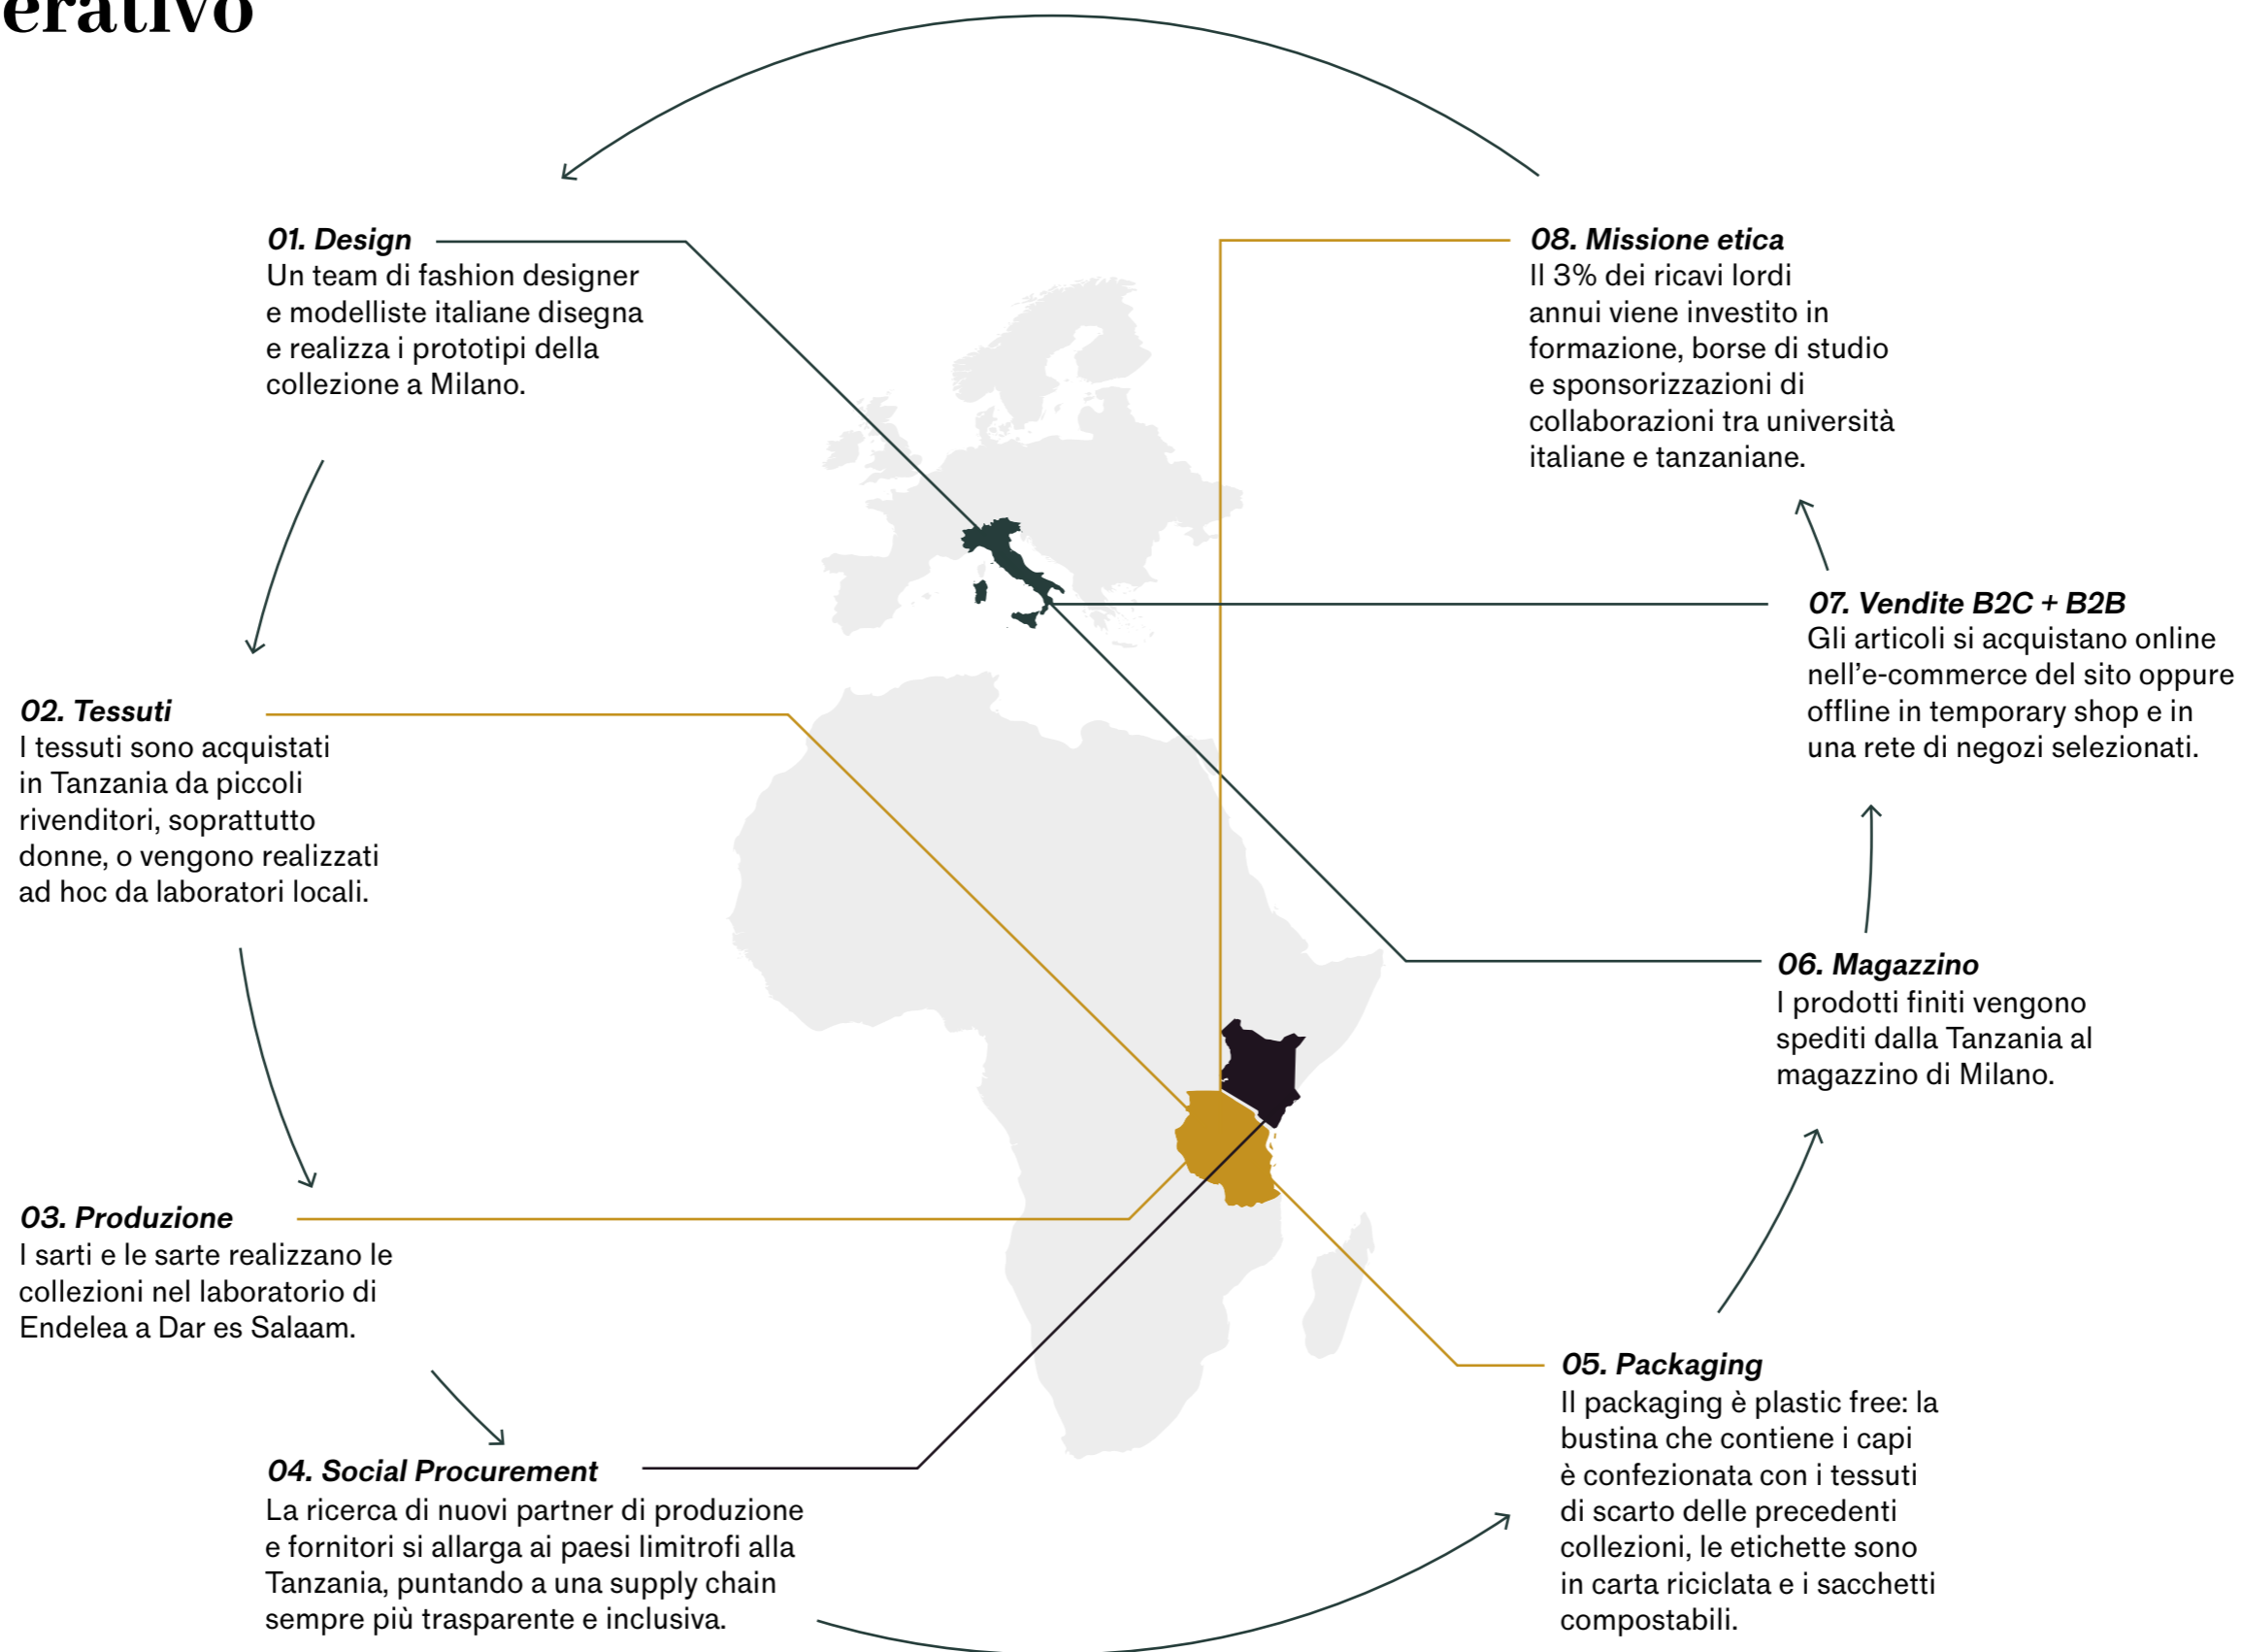 erativo
01. Design
Un team di fashion designer
e modelliste italiane disegna
e realizza i prototipi della
collezione a Milano.
02. Tessuti
I tessuti sono acquistati
in Tanzania da piccoli
rivenditori, soprattutto
donne, o vengono realizzati
ad hoc da laboratori locali.
03. Produzione
I sarti e le sarte realizzano le
collezioni nel laboratorio di
Endelea a Dar es Salaam.
04. Social Procurement
La ricerca di nuovi partner di produzione
e fornitori si allarga ai paesi limitrofi alla
Tanzania, puntando a una supply chain
sempre più trasparente e inclusiva.
05. Packaging
Il packaging è plastic free: la
bustina che contiene i capi
è confezionata con i tessuti
di scarto delle precedenti
collezioni, le etichette sono
in carta riciclata e i sacchetti
compostabili.
06. Magazzino
I prodotti finiti vengono
spediti dalla Tanzania al
magazzino di Milano.
07. Vendite B2C + B2B
Gli articoli si acquistano online
nell’e-commerce del sito oppure
offline in temporary shop e in
una rete di negozi selezionati.
08. Missione etica
Il 3% dei ricavi lordi
annui viene investito in
formazione, borse di studio
e sponsorizzazioni di
collaborazioni tra università
italiane e tanzaniane.